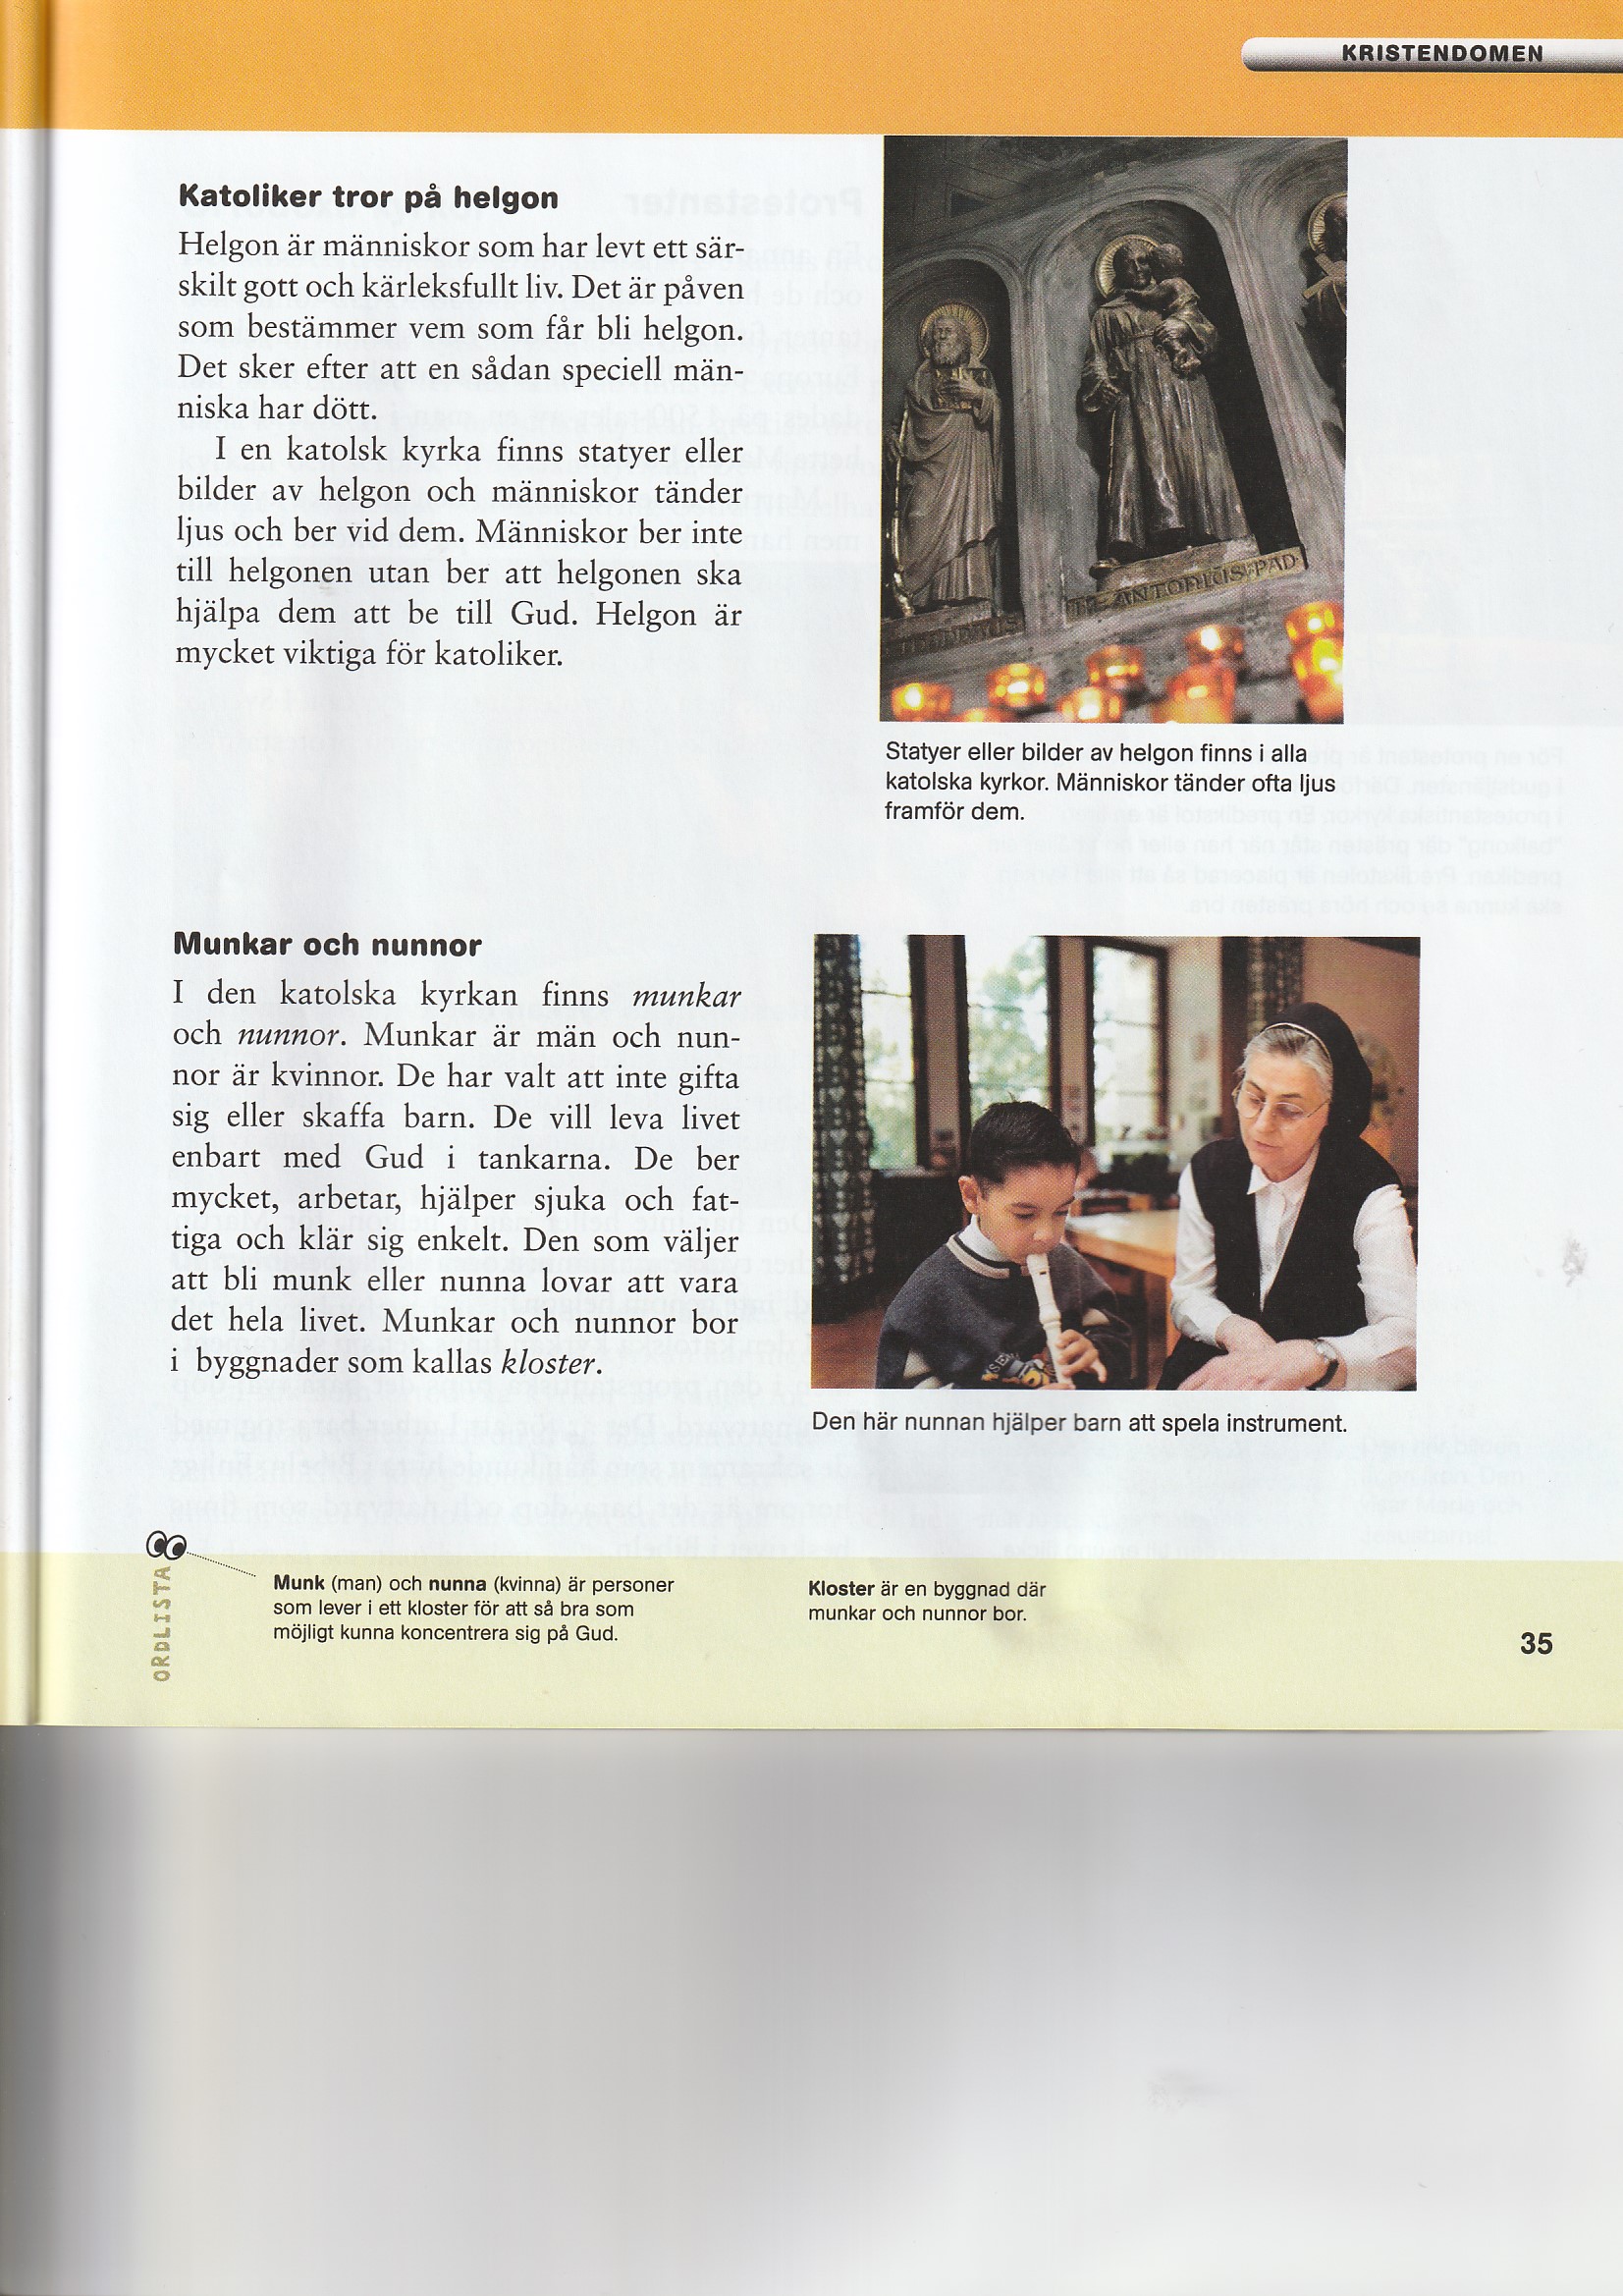 KRISTENDOMEN
Katoliker tror på helgon
Helgon är människor som har levt ett sär-
skilt gott och kärleksfullt liv. Det är påven
som bestämmer vem som får bli helgon.
Det sker efter att en sådan speciell män-
niska har dött.
I en katolsk kyrka finns statyer eller
bilder av helgon och människor tänder
ljus och ber vid dem. Människor ber inte
till helgonen utan ber att helgonen ska
hjälpa dem att be till Gud. Helgon är
mycket viktiga för katoliker.
ANTONIUS·PAD·
Statyer eller bilder av helgon finns i alla
katolska kyrkor. Människor tänder ofta ljus
framför dem.
Munkar och nunnor
I den katolska kyrkan finns munkar
och nunnor. Munkar är män och nun-
nor är kvinnor. De har valt att inte gifta
sig eller skaffa barn. De vill leva livet
enbart med Gud i tankarna. De ber
mycket, arbetar, hjälper sjuka och fat-
tiga och klär sig enkelt. Den som väljer
att bli munk eller nunna lovar att vara
det hela livet. Munkar och nunnor bor
i byggnader som kallas kloster.
Den här nunnan hjälper barn att spela instrument.
ORDLISTA
Munk (man) och nunna (kvinna) är personer
som lever i ett kloster för att så bra som
möjligt kunna koncentrera sig på Gud.
Kloster är en byggnad där
munkar och nunnor bor.
35